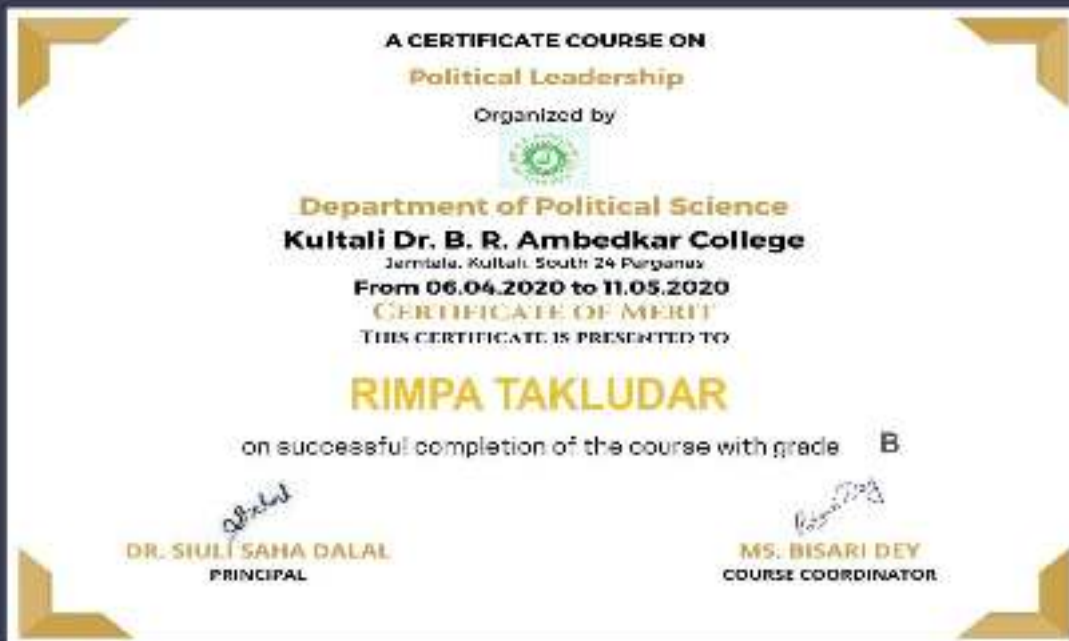 A CERTIFICATE COURSE ON
Political Leadership
Organized by
Department of Political Science
Kultali Dr. B. R. Ambedkar College
Jamtala, Kultali, South 24 Parganas
From 06.04.2020 to 11.05.2020
CERTIFICATE OF MERIT
THIS CERTIFICATE IS PRESENTED TO
RIMPA TAKLUDAR
on successful completion of the course with grade B
DR. SIULI SAHA DALAL
PRINCIPAL
MS. BISARI DEY
COURSE COORDINATOR